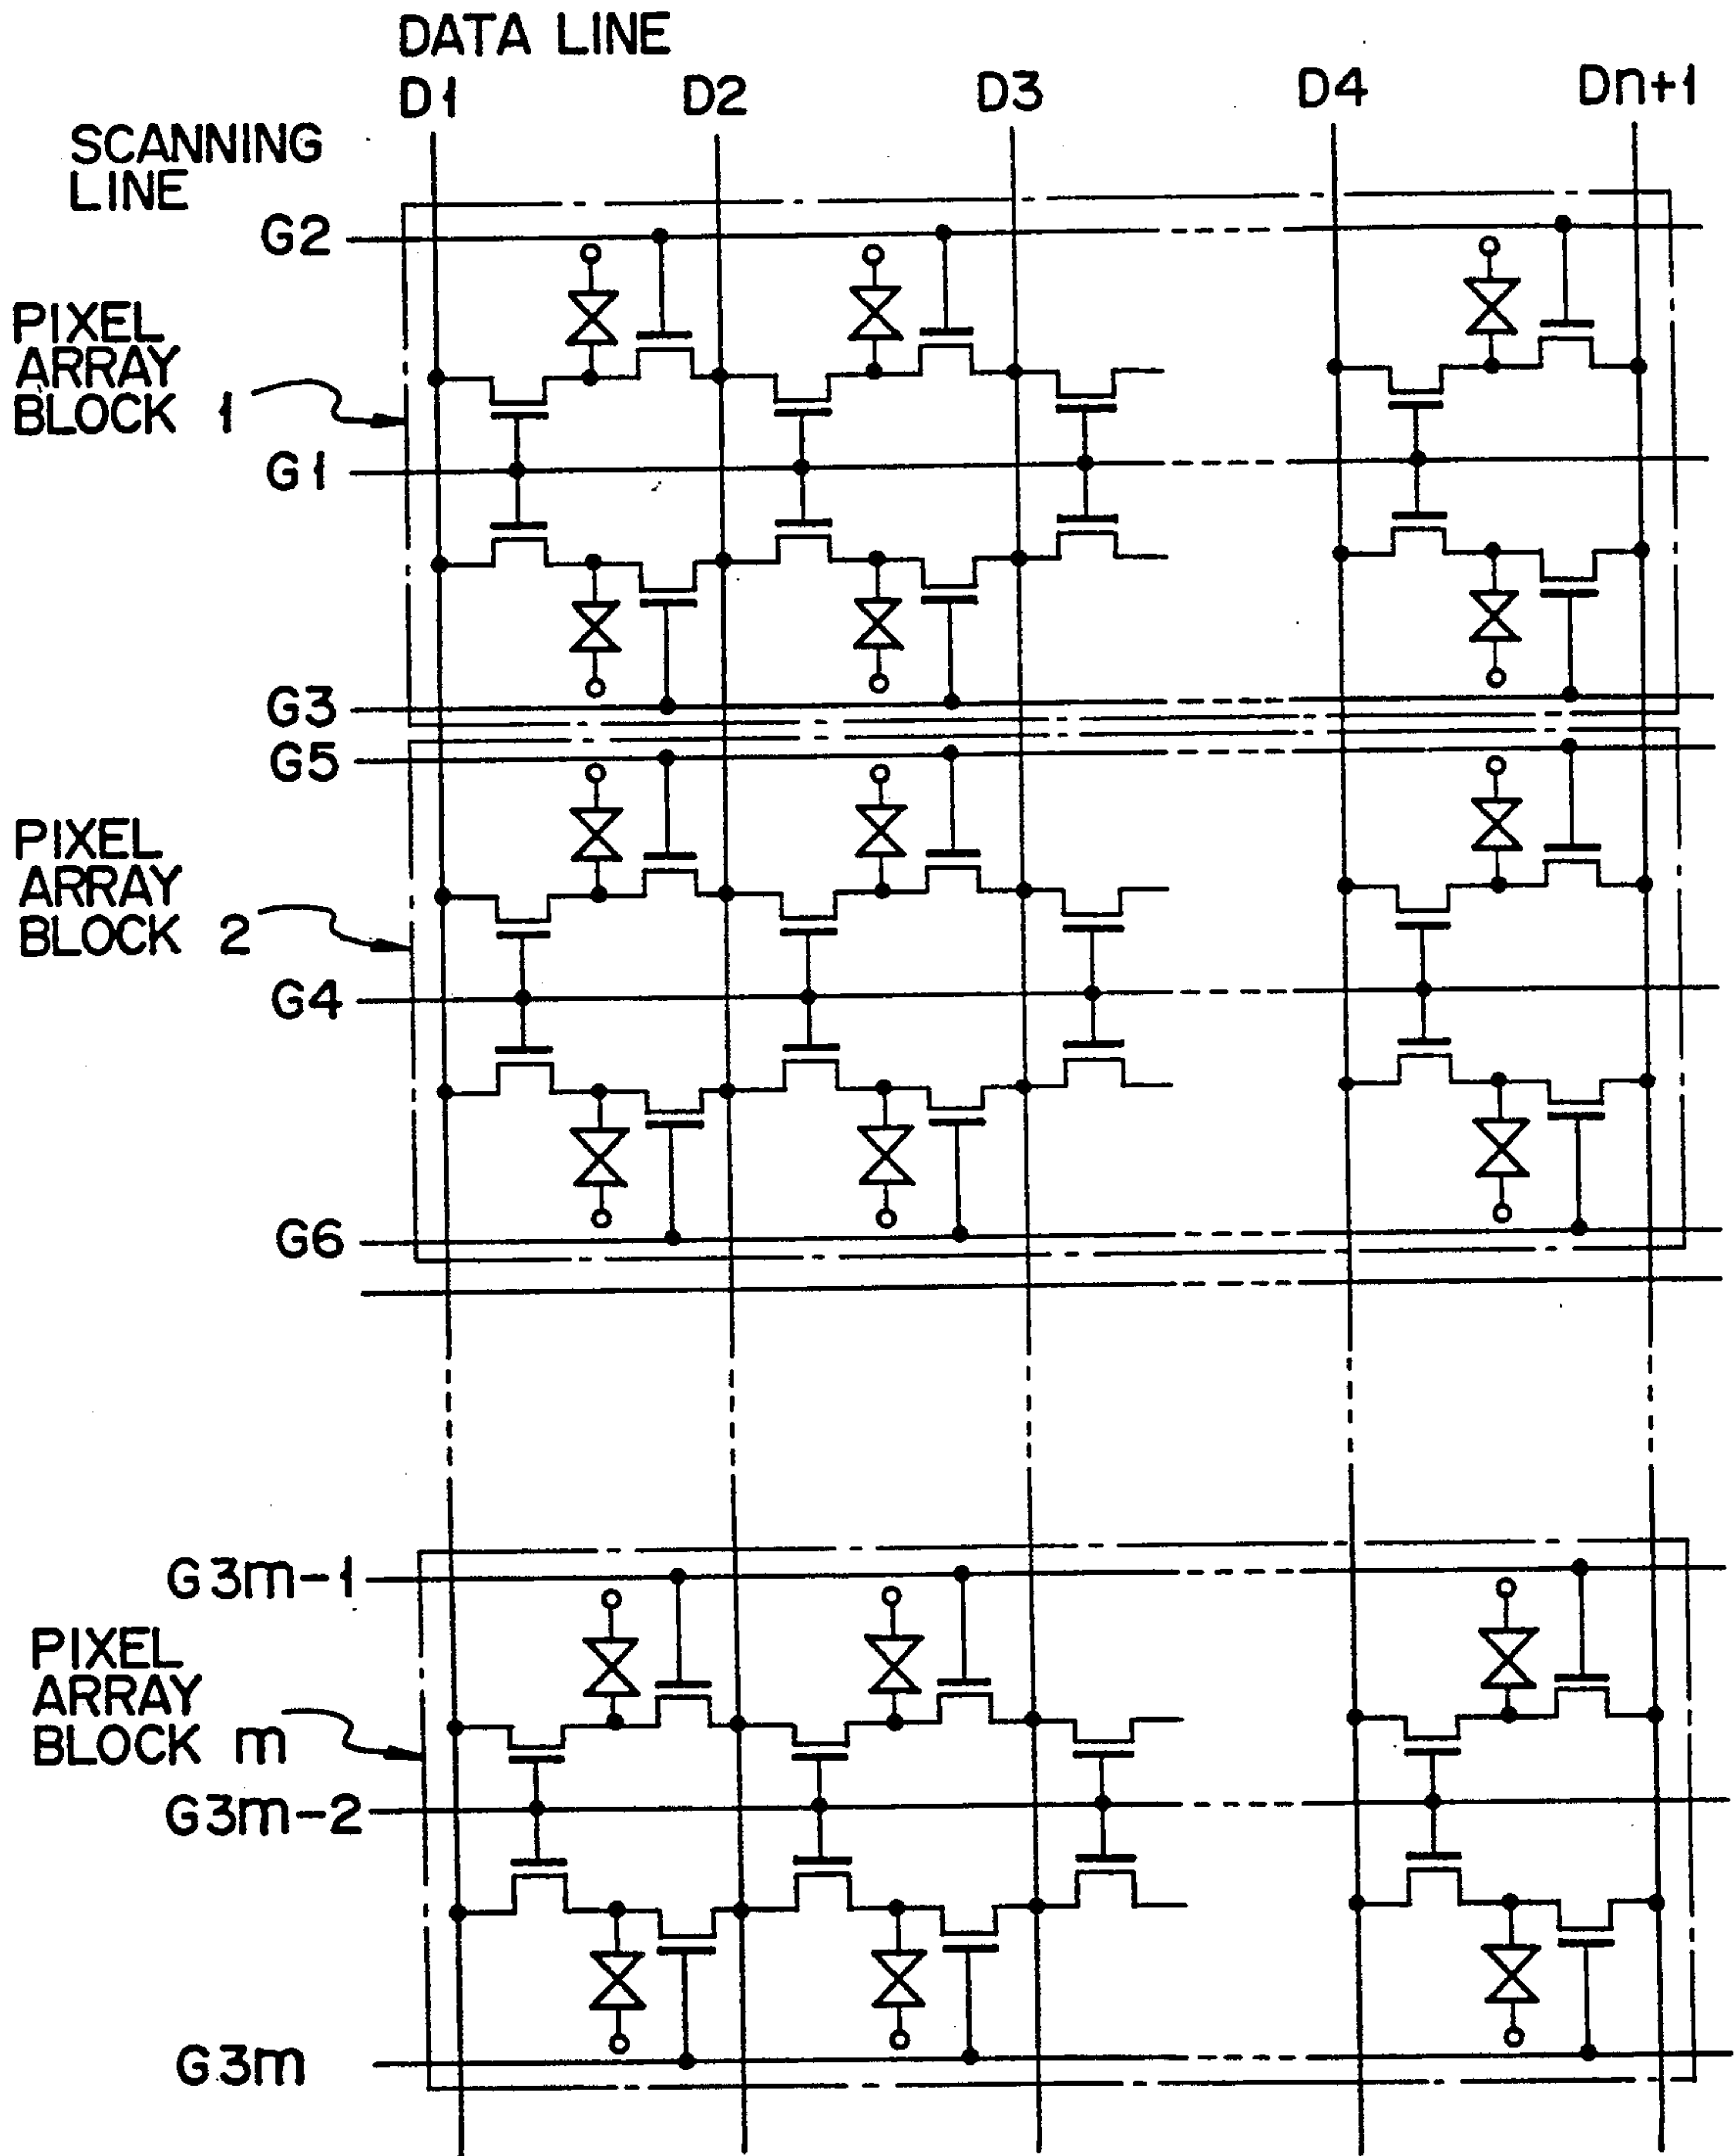 DATA LINE
D1 D2 D3 D4 Dn+1
SCANNING
LINE
G2
PIXEL
ARRAY
BLOCK 1
G1
G3
G5
PIXEL
ARRAY
BLOCK 2
G4
G6
G3m-1
PIXEL
ARRAY
BLOCK m
G3m-2
G3m